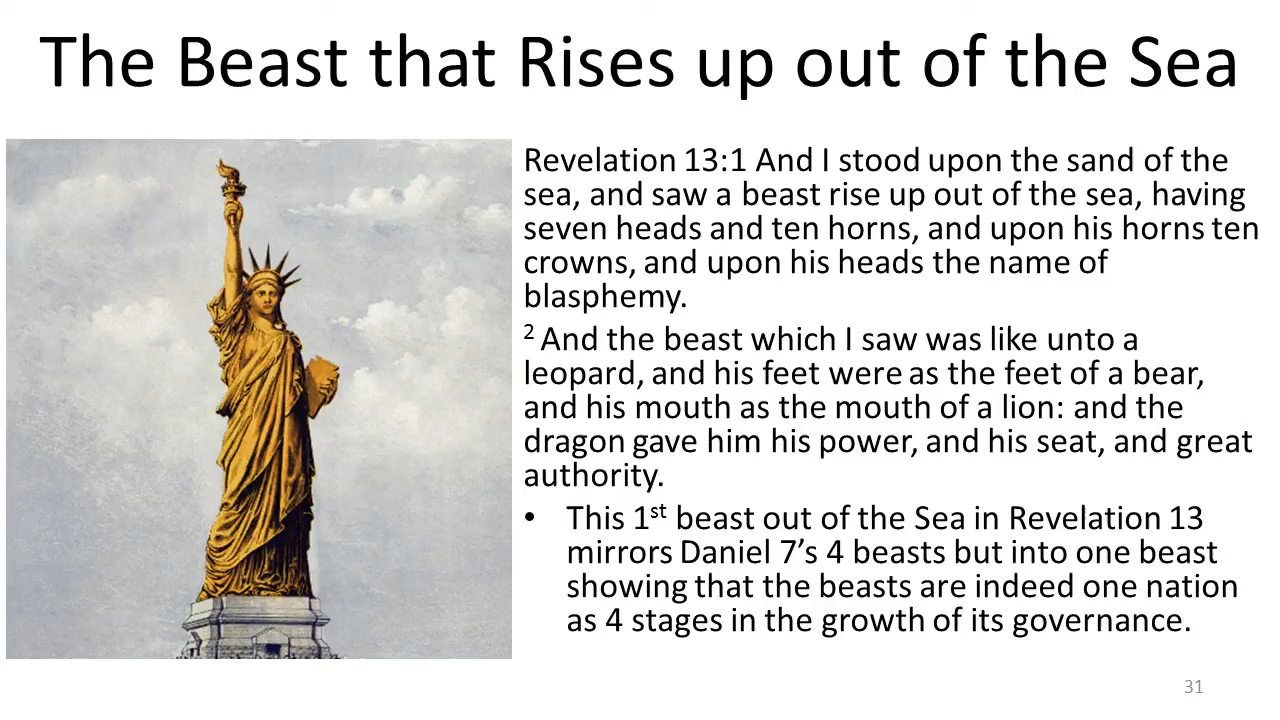 The Beast that Rises up out of the Sea
Revelation 13:1 And I stood upon the sand of the
sea, and saw a beast rise up out of the sea, having
seven heads and ten horns, and upon his horns ten
crowns, and upon his heads the name of
blasphemy.
2 And the beast which I saw was like unto a
leopard, and his feet were as the feet of a bear,
and his mouth as the mouth of a lion: and the
dragon gave him his power, and his seat, and great
authority.
• This 1st beast out of the Sea in Revelation 13
mirrors Daniel 7’s 4 beasts but into one beast
showing that the beasts are indeed one nation
as 4 stages in the growth of its governance.
31